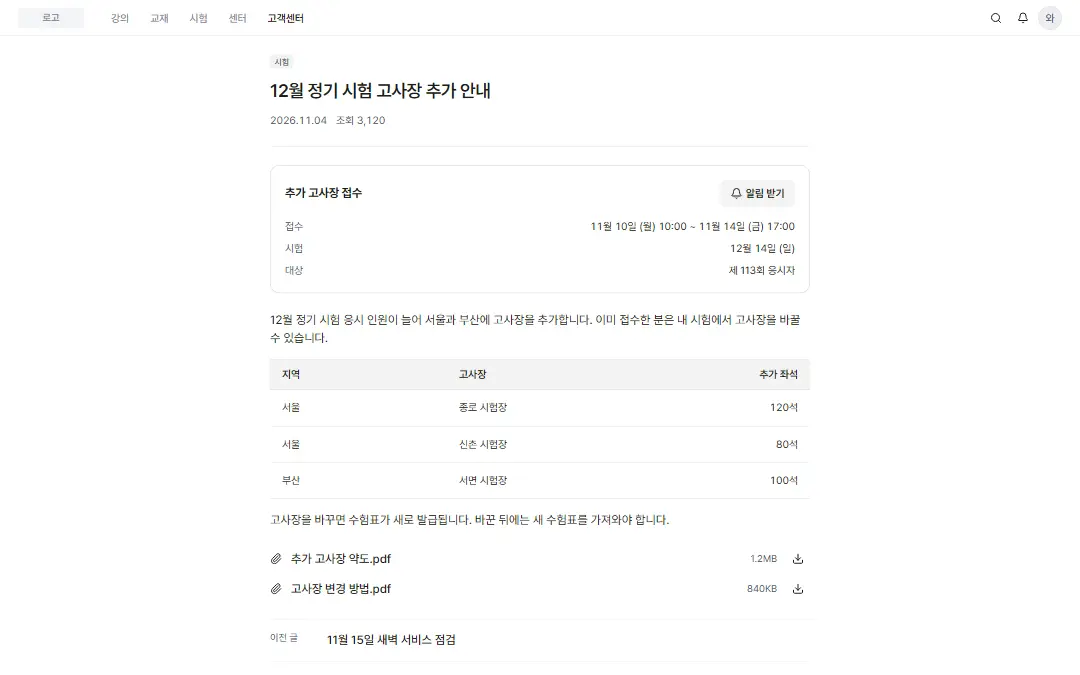 로고 강의 교재 시험 센터 고객센터 와
시험
12월 정기 시험 고사장 추가 안내
2026.11.04 조회 3,120
추가 고사장 접수 알림 받기
접수 11월 10일 (월) 10:00 ~ 11월 14일 (금) 17:00
시험 12월 14일 (일)
대상 제 113회 응시자
12월 정기 시험 응시 인원이 늘어 서울과 부산에 고사장을 추가합니다. 이미 접수한 분은 내 시험에서 고사장을 바꿀
수 있습니다.
지역 고사장 추가 좌석
서울 종로 시험장 120석
서울 신촌 시험장 80석
부산 서면 시험장 100석
고사장을 바꾸면 수험표가 새로 발급됩니다. 바꾼 뒤에는 새 수험표를 가져와야 합니다.
추가 고사장 약도.pdf 1.2MB
고사장 변경 방법.pdf 840KB
이전 글 11월 15일 새벽 서비스 점검